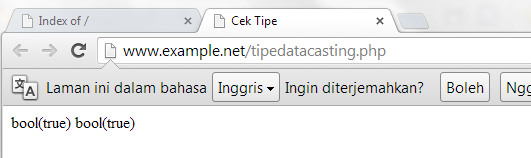 Index of /
Cek Tipe
www.example.net/tipedatacasting.php
Laman ini dalam bahasa Inggris Ingin diterjemahkan? Boleh Ngg
bool(true) bool(true)